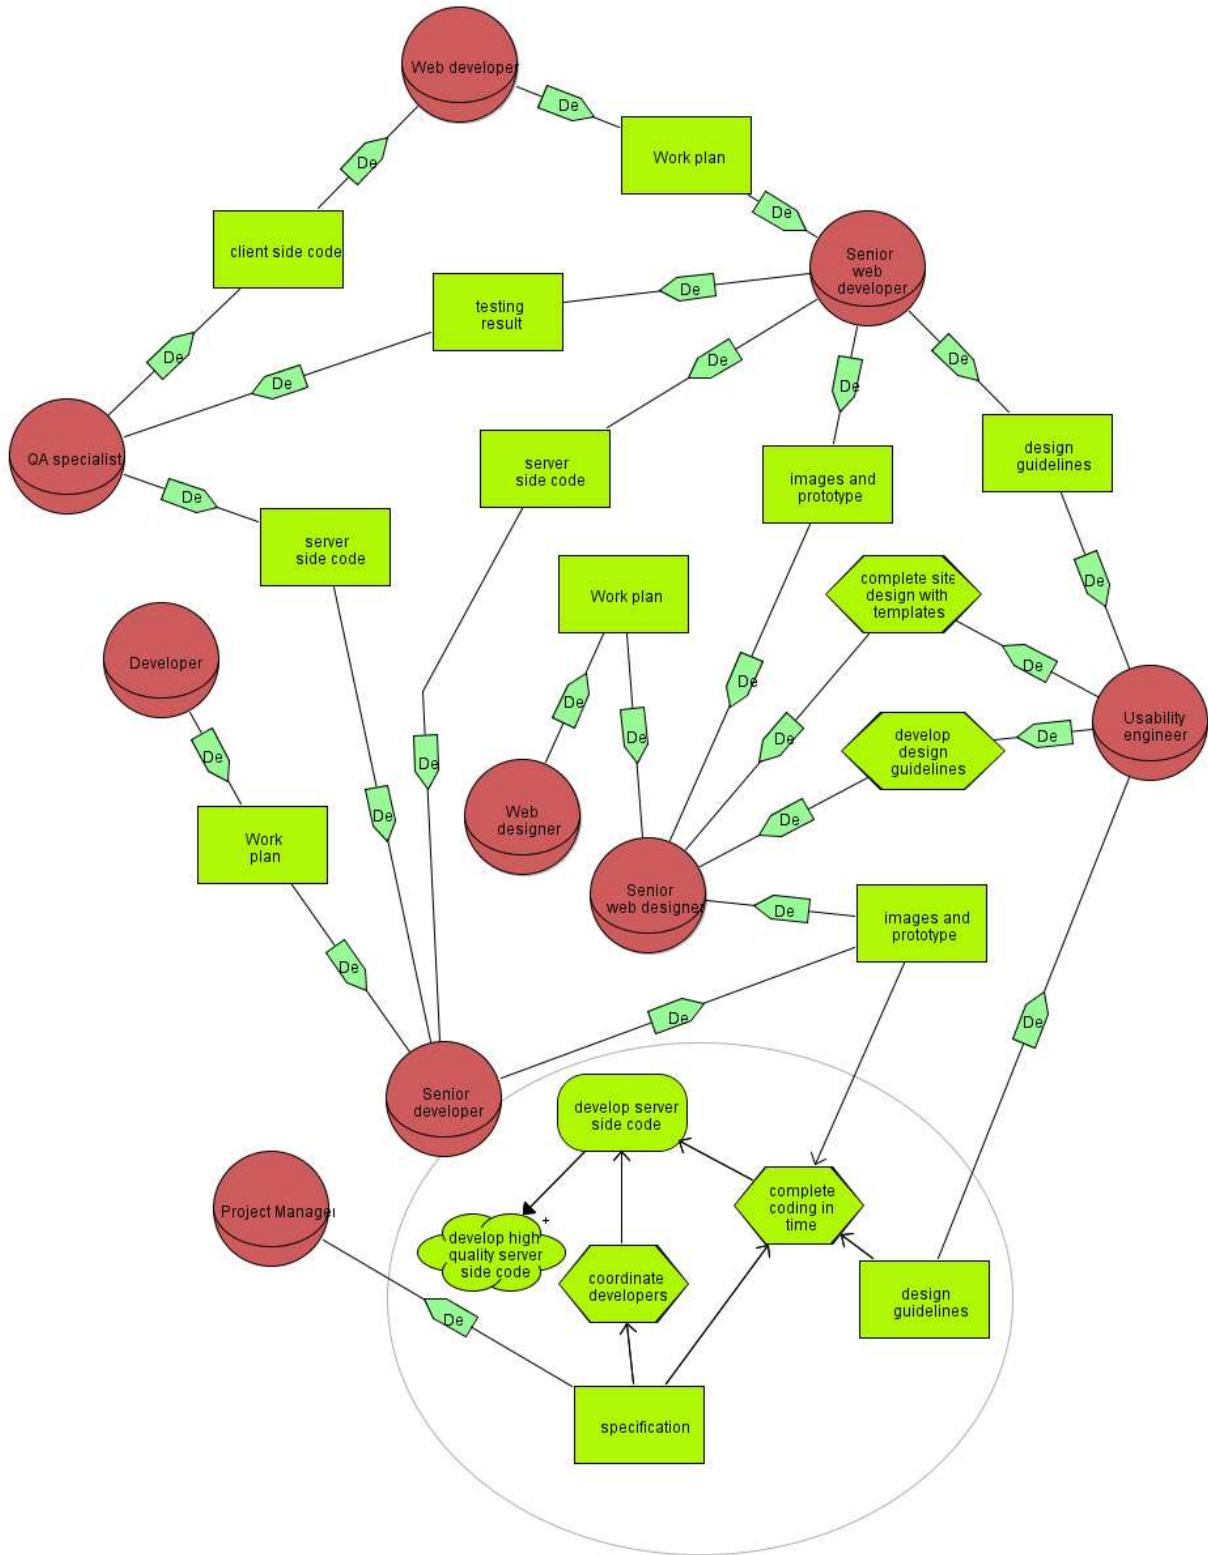 Web developer
De
De
Work plan
De
De
client side code
Senior
web
developer
De
testing
result
De
De
De
De
De
QA specialist
server
side code
images and
prototype
design
guidelines
De
server
side code
Work plan
complete site
design with
templates
De
De
Developer
De
De
De
Usability
engineer
De
De
De
develop
design
guidelines
De
De
Work
plan
Web
designer
De
De
Senior
web designer
De
images and
prototype
De
De
De
Senior
developer
develop server
side code
Project Manager
complete
coding in
time
+
develop high
quality server
side code
coordinate
developers
design
guidelines
De
specification